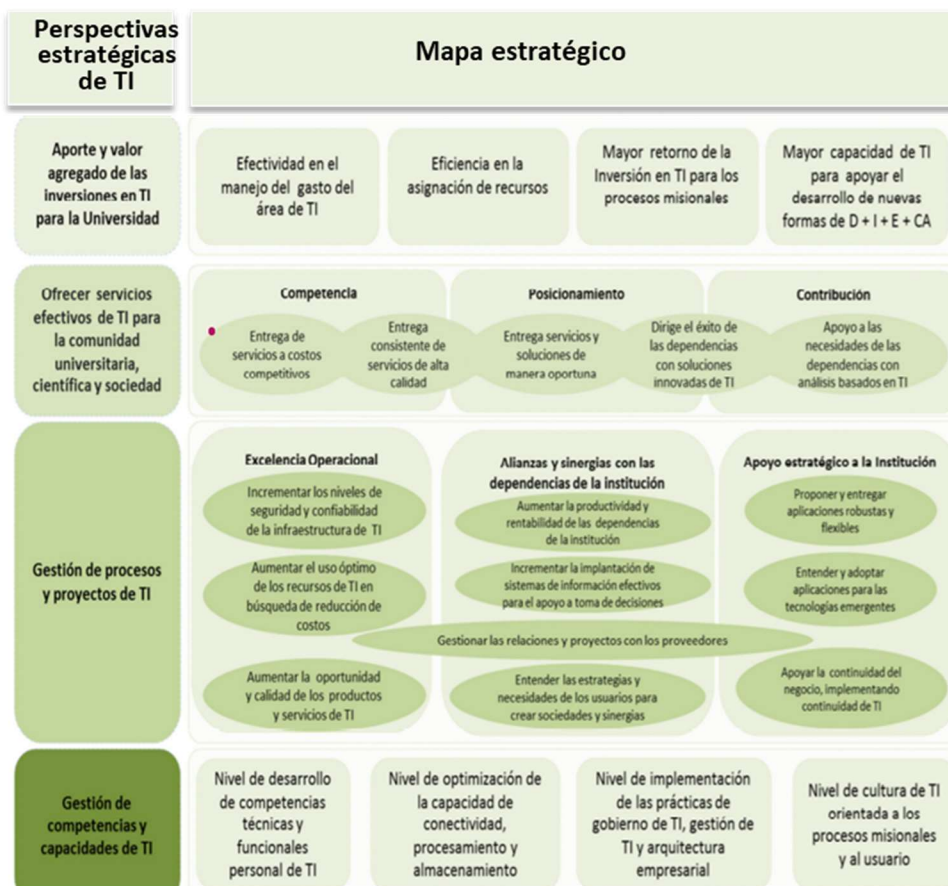 Perspectivas
estratégicas
de TI
Mapa estratégico
Aporte y valor
agregado de las
inversiones en TI
para la Universidad
Efectividad en el
manejo del gasto del
área de TI
Eficiencia en la
asignación de recursos
Mayor retorno de la
Inversión en TI para los
procesos misionales
Mayor capacidad de TI
para apoyar el
desarrollo de nuevas
formas de D + I + E + CA
Ofrecer servicios
efectivos de TI para
la comunidad
universitaria,
científica y sociedad
Competencia
Entrega de
servicios a costos
competitivos
Entrega
consistente de
servicios de alta
calidad
Posicionamiento
Entrega servicios y
soluciones de
manera oportuna
Dirige el éxito de
las dependencias
con soluciones
innovadas de TI
Contribución
Apoyo a las
necesidades de las
dependencias con
análisis basados en TI
Gestión de procesos
y proyectos de TI
Excelencia Operacional
Incrementar los niveles de
seguridad y confiabilidad
de la infraestructura de TI
Aumentar el uso óptimo
de los recursos de TI en
búsqueda de reducción de
costos
Aumentar la oportunidad
y calidad de los productos
y servicios de TI
Alianzas y sinergias con las
dependencias de la institución
Aumentar la productividad y
rentabilidad de las dependencias
de la institución
Incrementar la implantación de
sistemas de información efectivos
para el apoyo a toma de decisiones
Gestionar las relaciones y proyectos con los proveedores
Entender las estrategias y
necesidades de los usuarios para
crear sociedades y sinergias
Apoyo estratégico a la Institución
Proponer y entregar
aplicaciones robustas y
flexibles
Entender y adoptar
aplicaciones para las
tecnologías emergentes
Apoyar la continuidad del
negocio, implementando
continuidad de TI
Gestión de
competencias y
capacidades de TI
Nivel de desarrollo
de competencias
técnicas y
funcionales
personal de TI
Nivel de optimización de
la capacidad de
conectividad,
procesamiento y
almacenamiento
Nivel de implementación
de las prácticas de
gobierno de TI, gestión de
TI y arquitectura
empresarial
Nivel de cultura de TI
orientada a los
procesos misionales
y al usuario